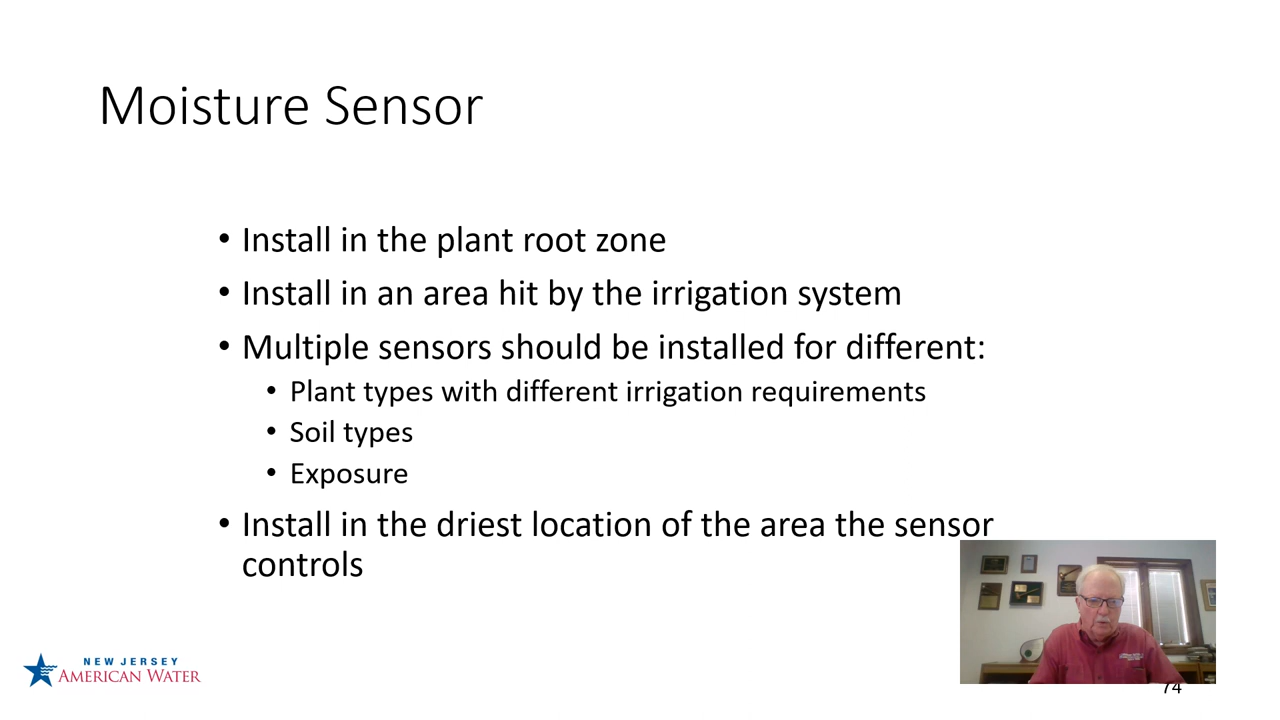 Moisture Sensor
• Install in the plant root zone
• Install in an area hit by the irrigation system
• Multiple sensors should be installed for different:
• Plant types with different irrigation requirements
• Soil types
• Exposure
• Install in the driest location of the area the sensor
controls
NEW JERSEY
AMERICAN WATER
74